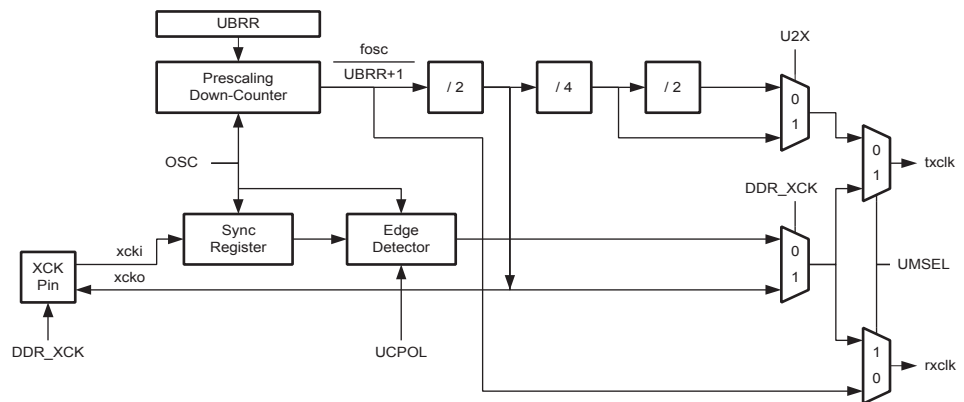 UBRR
fosc
UBRR+1
U2X
Prescaling
Down-Counter
/ 2
/ 4
/ 2
0
1
OSC
0
1
txclk
DDR_XCK
xcki
Sync
Register
Edge
Detector
0
1
XCK
Pin
xcko
UMSEL
DDR_XCK
UCPOL
1
0
rxclk